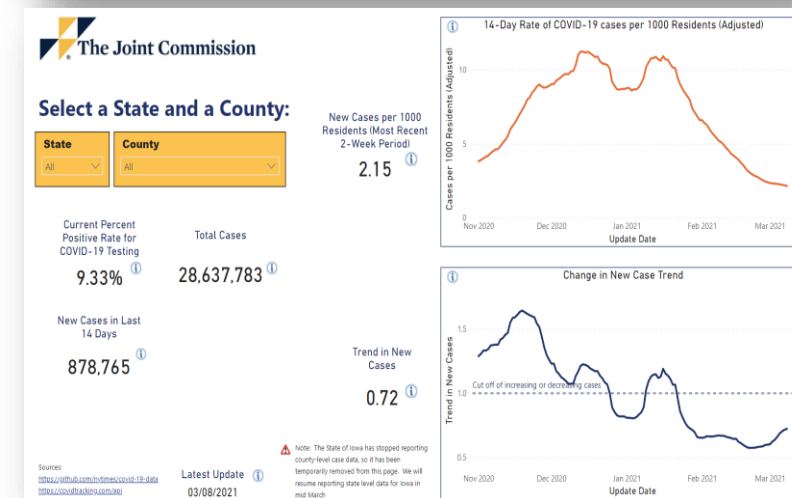 The Joint Commission
Select a State and a County:
State
All
County
All
New Cases per 1000
Residents (Most Recent
2-Week Period)
2.15
Current Percent
Positive Rate for
COVID-19 Testing
9.33%
Total Cases
28,637,783
New Cases in Last
14 Days
878,765
Trend in New
Cases
0.72
Note: The State of Iowa has stopped reporting
county-level case data, so it has been
temporarily removed from this page. We will
resume reporting state level data for Iowa in
mid March
Sources:
https://github.com/nytimes/covid-19-data
https://covidtracking.com/api
Latest Update
03/08/2021
14-Day Rate of COVID-19 cases per 1000 Residents (Adjusted)
Cases per 1000 Residents (Adjusted)
10
5
0
Nov 2020 Dec 2020 Jan 2021 Feb 2021 Mar 2021
Update Date
Change in New Case Trend
Trend in New Cases
1.5
Cut off of increasing or decreasing cases
1.0
0.5
Nov 2020 Dec 2020 Jan 2021 Feb 2021 Mar 2021
Update Date